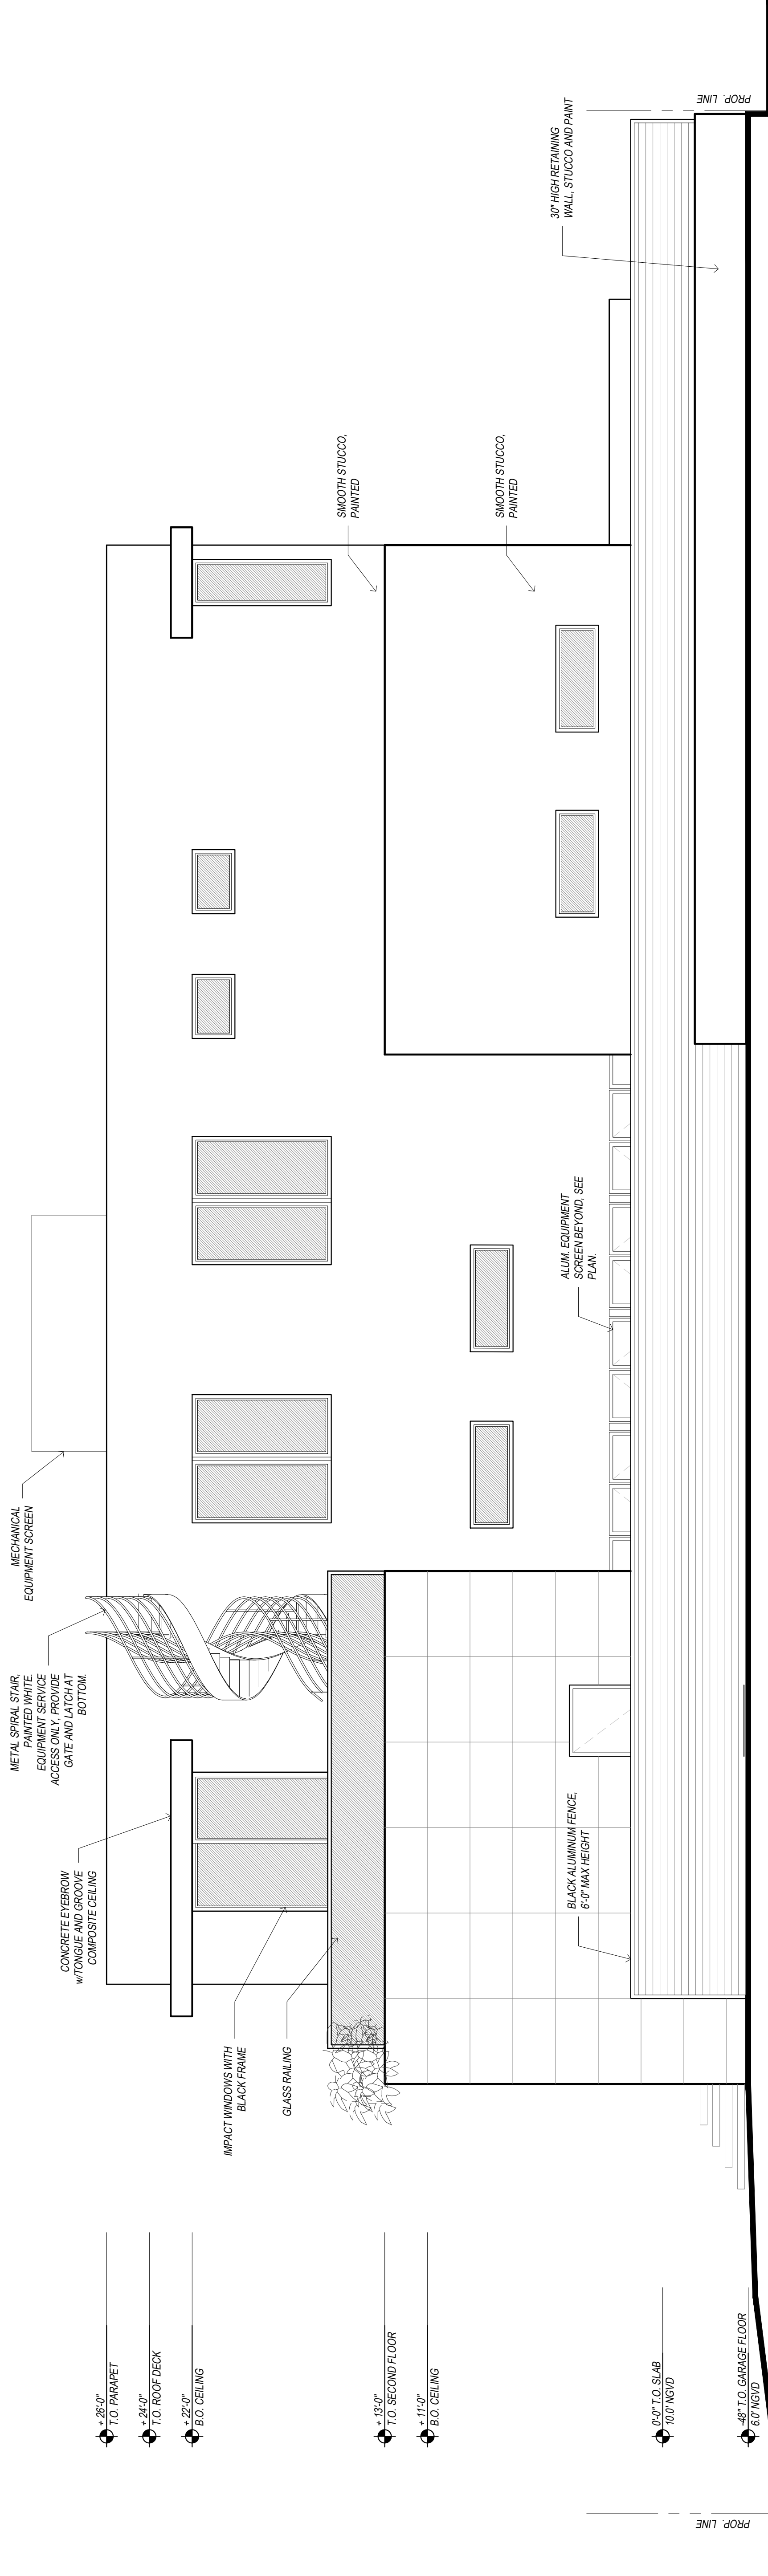 METAL SPIRAL STAIR,
PAINTED WHITE.
EQUIPMENT SERVICE
ACCESS ONLY, PROVIDE
GATE AND LATCH AT
BOTTOM.
MECHANICAL
EQUIPMENT SCREEN
CONCRETE EYEBROW
w/TONGUE AND GROOVE
COMPOSITE CEILING
IMPACT WINDOWS WITH
BLACK FRAME
GLASS RAILING
SMOOTH STUCCO,
PAINTED
SMOOTH STUCCO,
PAINTED
ALUM. EQUIPMENT
SCREEN BEYOND, SEE
PLAN.
BLACK ALUMINUM FENCE,
6'-0" MAX HEIGHT
30" HIGH RETAINING
WALL, STUCCO AND PAINT
PROP. LINE
PROP. LINE
+ 26'-0"
T.O. PARAPET
+ 24'-0"
T.O. ROOF DECK
+ 22'-0"
B.O. CEILING
+ 13'-0"
T.O. SECOND FLOOR
+ 11'-0"
B.O. CEILING
0'-0" T.O. SLAB
10.0' NGVD
-48" T.O. GARAGE FLOOR
6.0' NGVD